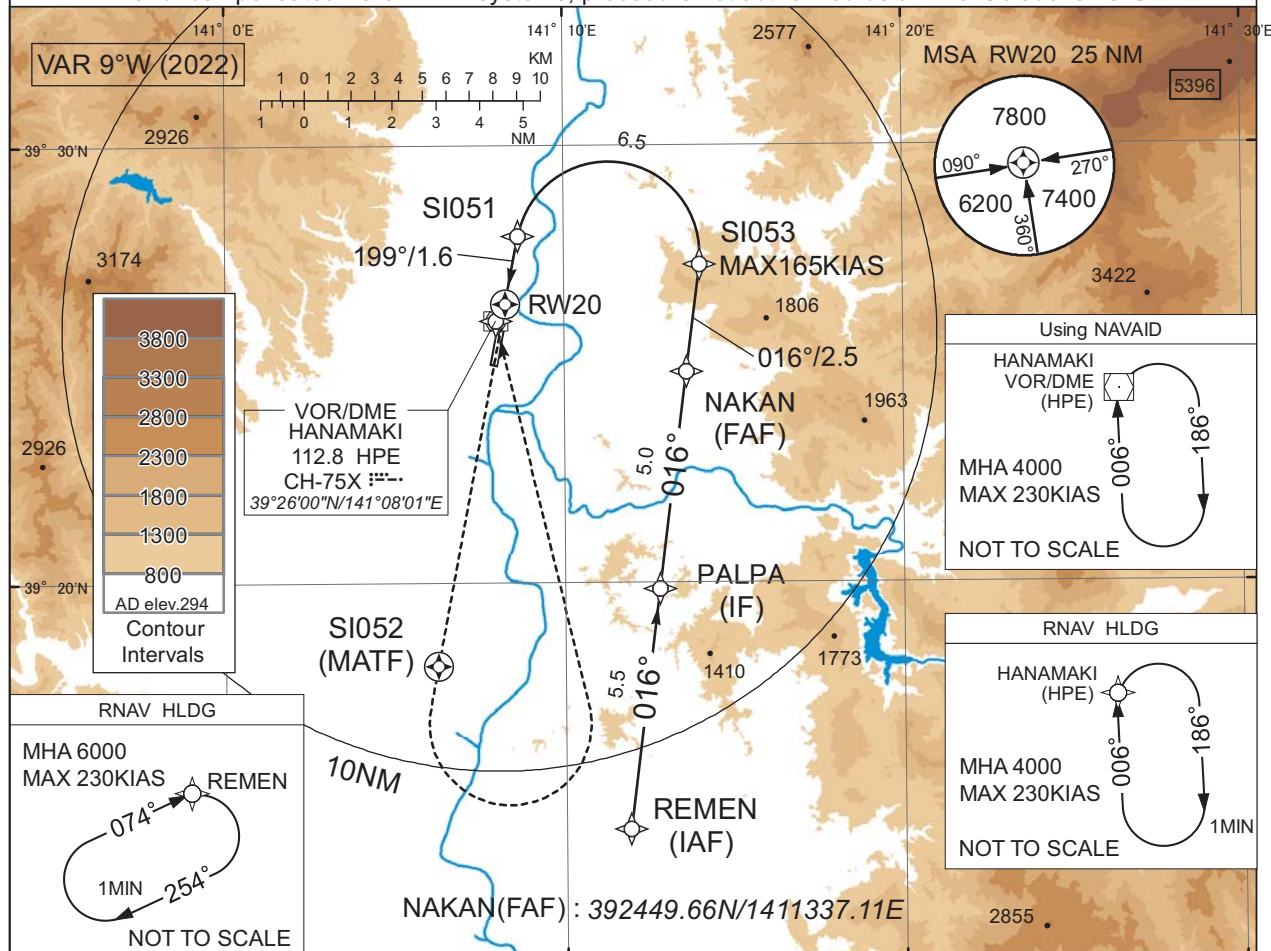 141° 0'E
141° 10'E
141° 20'E
141° 30'E
VAR 9°W (2022)
KM
1 0 1 2 3 4 5 6 7 8 9 10
1 0 1 2 3 4 5
NM
2577
MSA RW20 25 NM
5396
7800
090°
270°
6200
7400
360°
2926
39° 30'N
6.5
SI051
199°/1.6
SI053
MAX165KIAS
3174
RW20
1806
3422
016°/2.5
3800
3300
2800
2300
1800
1300
800
AD elev.294
Contour
Intervals
VOR/DME
HANAMAKI
112.8 HPE
CH-75X
39°26'00"N/141°08'01"E
NAKAN
(FAF)
1963
Using NAVAID
HANAMAKI
VOR/DME
(HPE)
186°
006°
MHA 4000
MAX 230KIAS
NOT TO SCALE
2926
5.0
016°
39° 20'N
PALPA
(IF)
SI052
(MATF)
1410
1773
5.5
016°
RNAV HLDG
HANAMAKI
(HPE)
186°
006°
MHA 4000
MAX 230KIAS
1MIN
NOT TO SCALE
RNAV HLDG
MHA 6000
MAX 230KIAS
REMEN
074°
1MIN
254°
NOT TO SCALE
10NM
REMEN
(IAF)
NAKAN(FAF) : 392449.66N/1411337.11E
2855